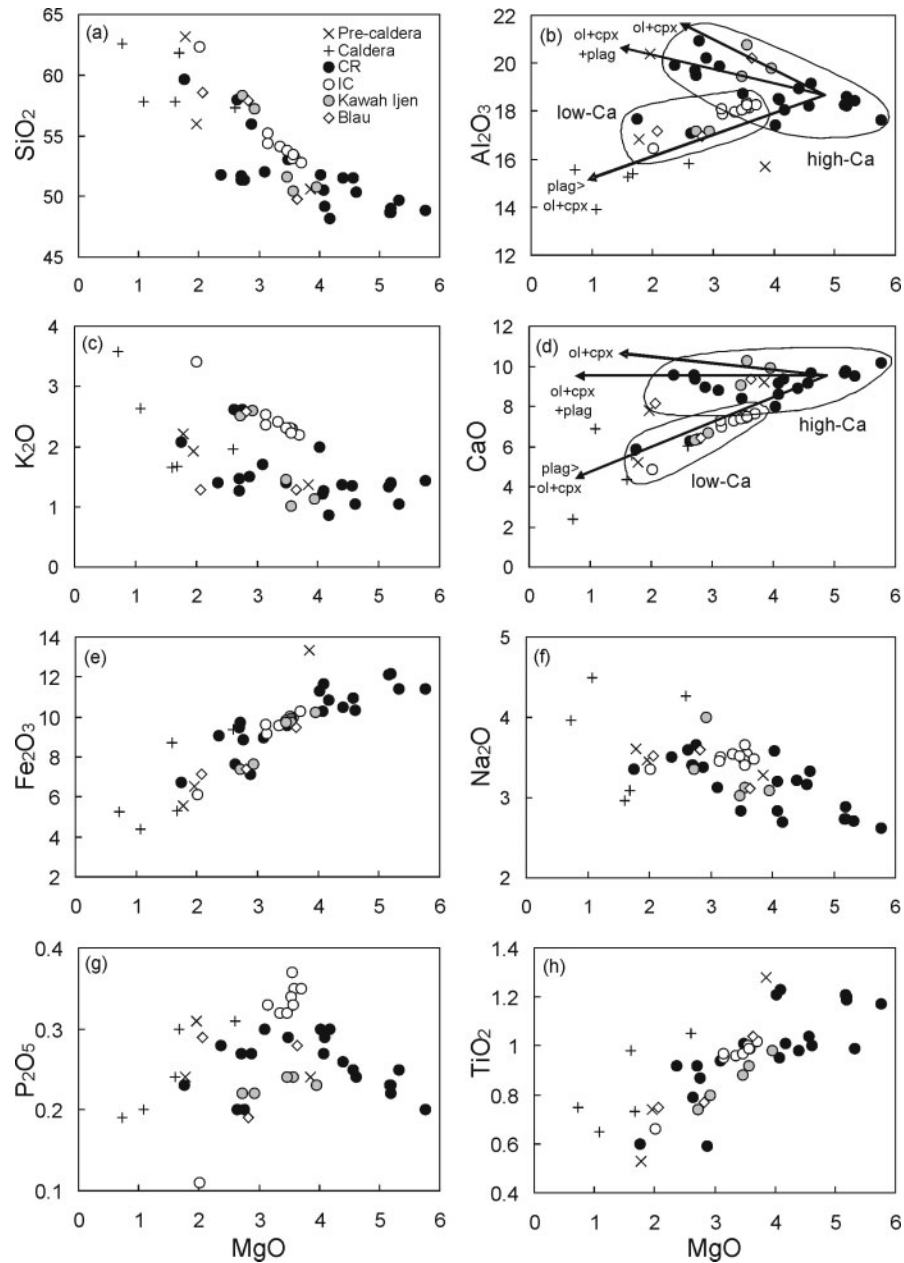 (a)
Pre-caldera
Caldera
CR
IC
Kawah Ijen
Blau
65
60
55
50
45
SiO2
0 1 2 3 4 5 6
(b)
ol+cpx
ol+cpx
+plag
low-Ca
high-Ca
plag>
ol+cpx
22
20
18
16
14
12
Al2O3
0 1 2 3 4 5 6
(c)
4
3
2
1
0
K2O
0 1 2 3 4 5 6
(d)
ol+cpx
ol+cpx
+plag
high-Ca
plag>
ol+cpx
low-Ca
12
10
8
6
4
2
0
CaO
0 1 2 3 4 5 6
(e)
14
12
10
8
6
4
2
Fe2O3
0 1 2 3 4 5 6
(f)
5
4
3
2
Na2O
0 1 2 3 4 5 6
(g)
0.4
0.3
0.2
0.1
P2O5
0 1 2 3 4 5 6
MgO
(h)
1.4
1.2
1.0
0.8
0.6
0.4
TiO2
0 1 2 3 4 5 6
MgO